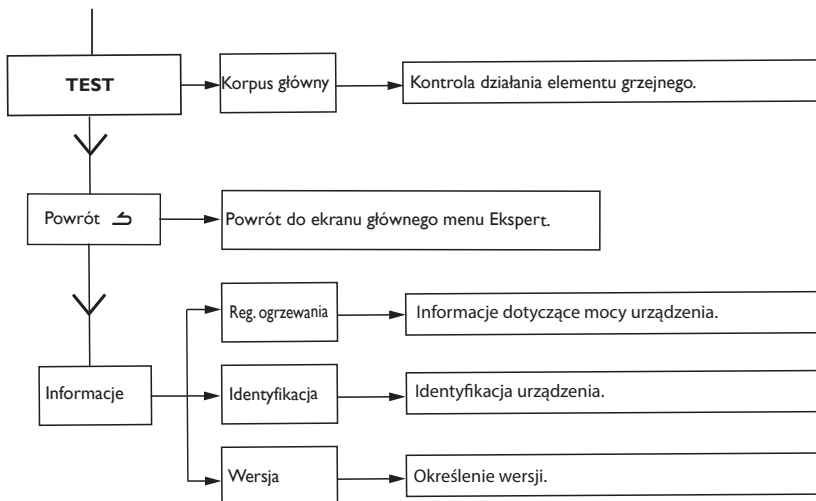 TEST
Korpus główny
Kontrola działania elementu grzejnego.
Powrót
Powrót do ekranu głównego menu Ekspert.
Informacje
Reg. ogrzewania
Informacje dotyczące mocy urządzenia.
Identyfikacja
Identyfikacja urządzenia.
Wersja
Określenie wersji.